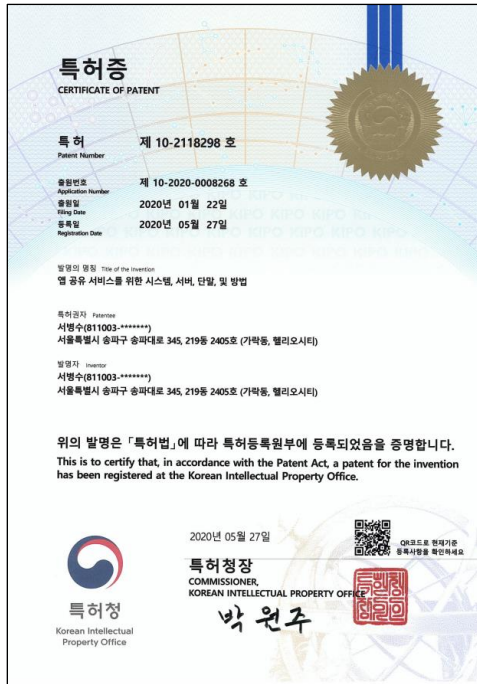 특허증
CERTIFICATE OF PATENT
특 허 제 10-2118298 호
Patent Number
출원번호 제 10-2020-0008268 호
Application Number
출원일 2020년 01월 22일
Filing Date
등록일 2020년 05월 27일
Registration Date
발명의 명칭 Title of the Invention
앱 공유 서비스를 위한 시스템, 서버, 단말, 및 방법
특허권자 Patentee
서병수(811003-*******)
서울특별시 송파구 송파대로 345, 219동 2405호 (가락동, 헬리오시티)
발명자 Inventor
서병수(811003-*******)
서울특별시 송파구 송파대로 345, 219동 2405호 (가락동, 헬리오시티)
위의 발명은 「특허법」에 따라 특허등록원부에 등록되었음을 증명합니다.
This is to certify that, in accordance with the Patent Act, a patent for the invention
has been registered at the Korean Intellectual Property Office.
2020년 05월 27일
QR코드로 현재기준
등록사항을 확인하세요
특허청장
COMMISSIONER,
KOREAN INTELLECTUAL PROPERTY OFFICE
박원주
특허청
Korean Intellectual
Property Office